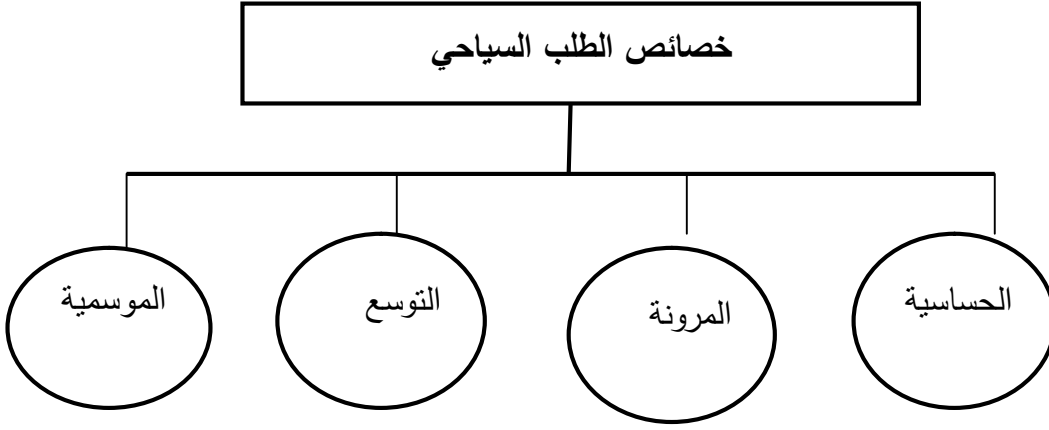 خصائص الطلب السياحي
الحساسية
المرونة
التوسع
الموسمية